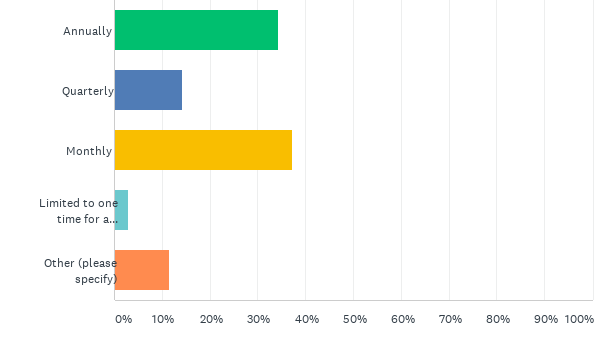 Annually
Quarterly
Monthly
Limited to one
time for a...
Other (please
specify)
0% 10% 20% 30% 40% 50% 60% 70% 80% 90% 100%